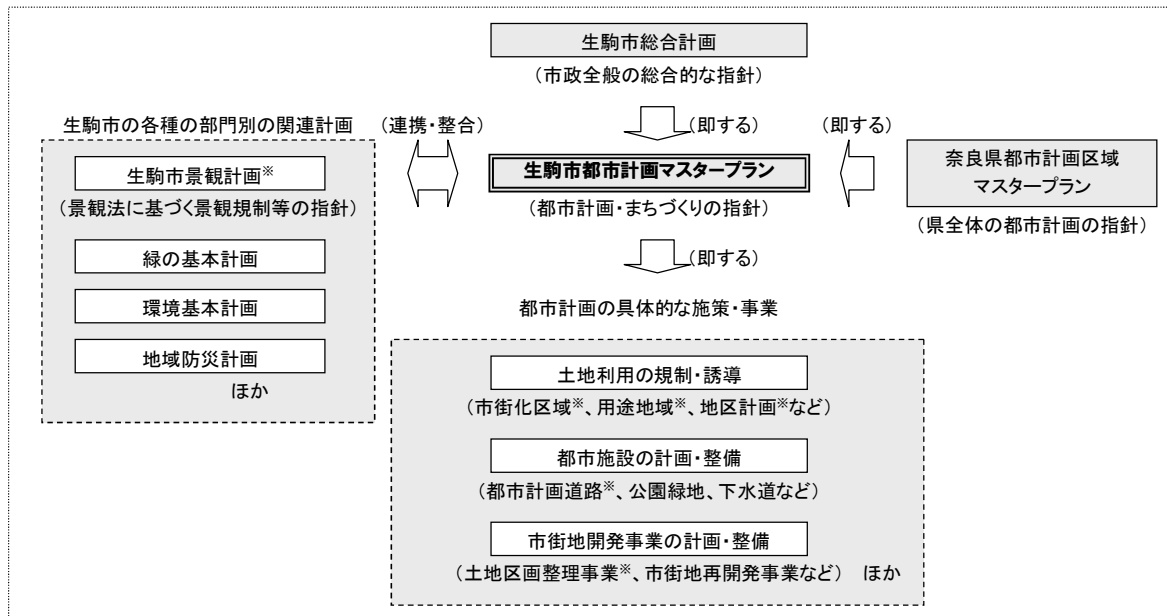 生駒市総合計画
（市政全般の総合的な指針）
生駒市の各種の部門別の関連計画
（連携・整合）
（即する）
（即する）
生駒市景観計画※
（景観法に基づく景観規制等の指針）
緑の基本計画
環境基本計画
地域防災計画
ほか
生駒市都市計画マスタープラン
（都市計画・まちづくりの指針）
奈良県都市計画区域
マスタープラン
（県全体の都市計画の指針）
（即する）
都市計画の具体的な施策・事業
土地利用の規制・誘導
（市街化区域※、用途地域※、地区計画※など）
都市施設の計画・整備
（都市計画道路※、公園緑地、下水道など）
市街地開発事業の計画・整備
（土地区画整理事業※、市街地再開発事業など）　ほか